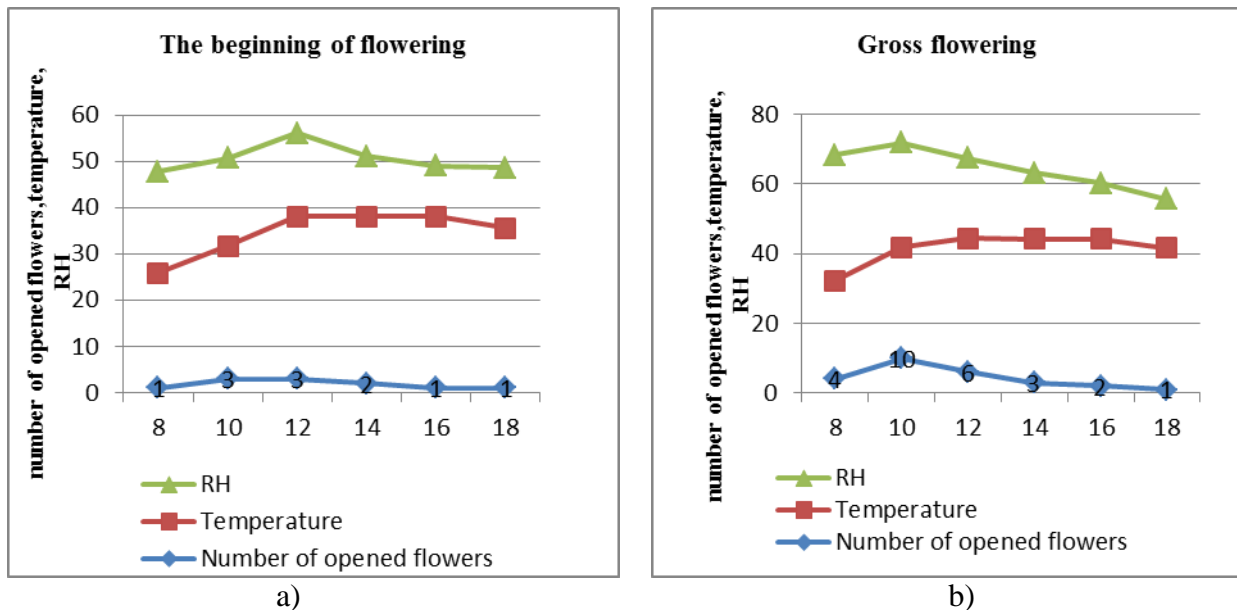 The beginning of flowering
number of opened flowers,temperature,
RH
60
50
40
30
20
10
0
1
3
3
2
1
1
8 10 12 14 16 18
RH
Temperature
Number of opened flowers
a)
Gross flowering
number of opened flowers,temperature,
RH
80
60
40
20
0
4
10
6
3
2
1
8 10 12 14 16 18
RH
Temperature
Number of opened flowers
b)